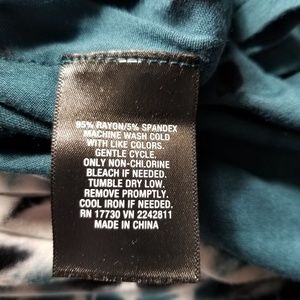 95% RAYON/5% SPANDEX
MACHINE WASH COLD
WITH LIKE COLORS.
GENTLE CYCLE.
ONLY NON-CHLORINE
BLEACH IF NEEDED.
TUMBLE DRY LOW.
REMOVE PROMPTLY.
COOL IRON IF NEEDED.
RN 17730 VN 2242811
MADE IN CHINA